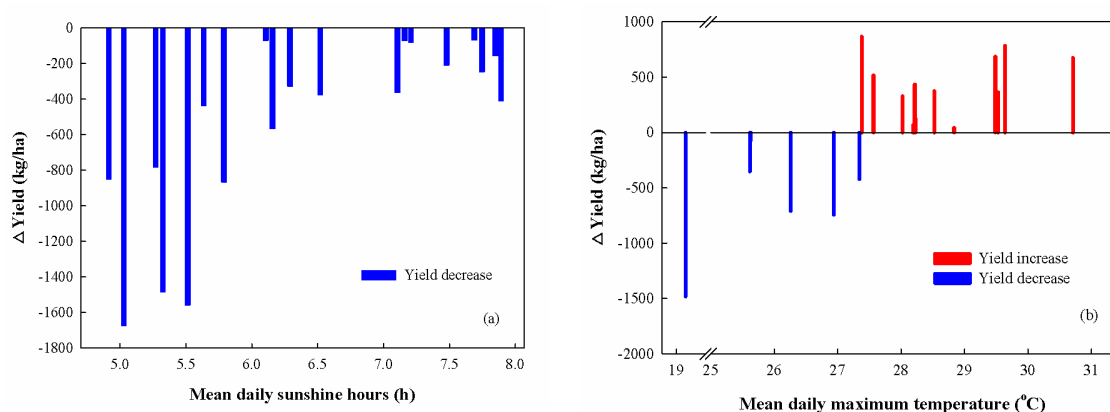 0
-200
-400
-600
-800
-1000
-1200
-1400
-1600
-1800
△ Yield (kg/ha)
Yield decrease
(a)
5.0 5.5 6.0 6.5 7.0 7.5 8.0
Mean daily sunshine hours (h)
1000
500
0
-500
-1000
-1500
-2000
△ Yield (kg/ha)
Yield increase
Yield decrease
(b)
19 25 26 27 28 29 30 31
Mean daily maximum temperature (°C)